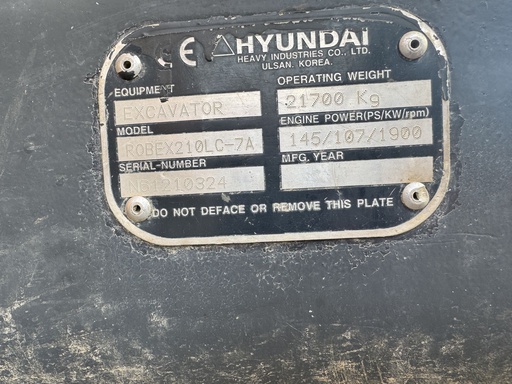 CE HYUNDAI
HEAVY INDUSTRIES CO., LTD.
ULSAN. KOREA.
EQUIPMENT
EXCAVATOR
OPERATING WEIGHT
21700 Kg
MODEL
ROBEX210LC-7A
ENGINE POWER(PS/KW/rpm)
145/107/1900
SERIAL-NUMBER
MFG. YEAR
DO NOT DEFACE OR REMOVE THIS PLATE